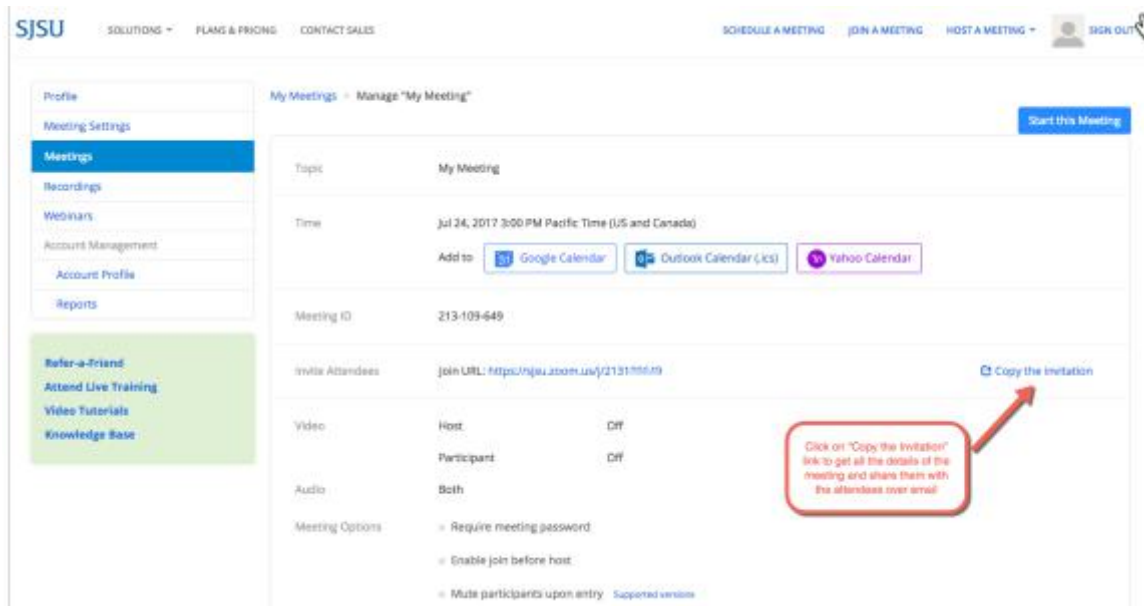 SJSU SOLUTIONS PLANS & PRICING CONTACT SALES SCHEDULE A MEETING JOIN A MEETING HOST A MEETING SIGN OUT
Profile
Meeting Settings
Meetings
Recordings
Webinars
Account Management
Account Profile
Reports
Refer-a-Friend
Attend Live Training
Video Tutorials
Knowledge Base
My Meetings Manage "My Meeting"
Start this Meeting
Topic My Meeting
Time Jul 24, 2017 3:00 PM Pacific Time (US and Canada)
Add to Google Calendar Outlook Calendar (.ics) Yahoo Calendar
Meeting ID 213-109-649
Invite Attendees Join URL: Copy the Invitation
Video Host Off
Participant Off
Audio Both
Meeting Options Require meeting password
Enable join before host
Mute participants upon entry Supported versions
Click on "Copy the Invitation"
link to get all the details of the
meeting and share them with
the attendees over email